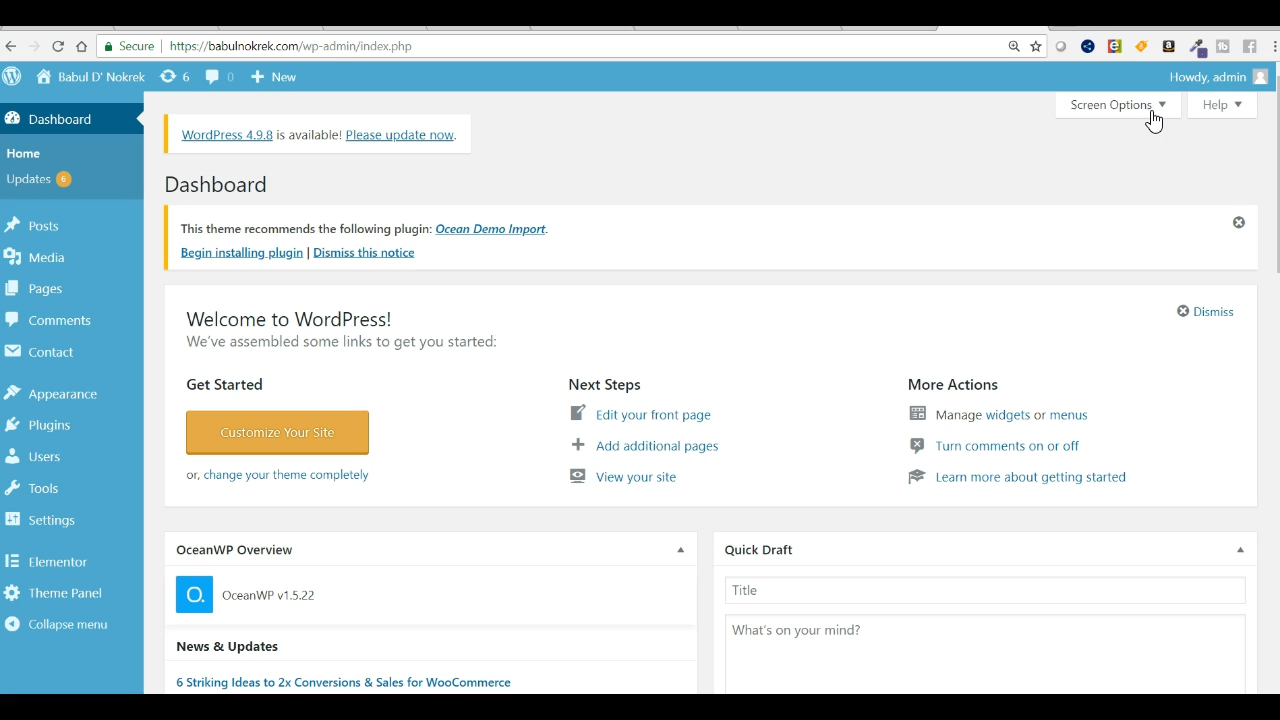 Secure https://babulnokrek.com/wp-admin/index.php
Babul D' Nokrek 6 0 New Howdy, admin
Screen Options Help
Dashboard
Home
Updates 6
Posts
Media
Pages
Comments
Contact
Appearance
Plugins
Users
Tools
Settings
Elementor
Theme Panel
Collapse menu
WordPress 4.9.8 is available! Please update now.
Dashboard
This theme recommends the following plugin: Ocean Demo Import.
Begin installing plugin | Dismiss this notice
Welcome to WordPress!
Dismiss
We've assembled some links to get you started:
Get Started
Customize Your Site
or, change your theme completely
Next Steps
Edit your front page
Add additional pages
View your site
More Actions
Manage widgets or menus
Turn comments on or off
Learn more about getting started
OceanWP Overview
O. OceanWP v1.5.22
News & Updates
6 Striking Ideas to 2x Conversions & Sales for WooCommerce
Quick Draft
Title
What's on your mind?